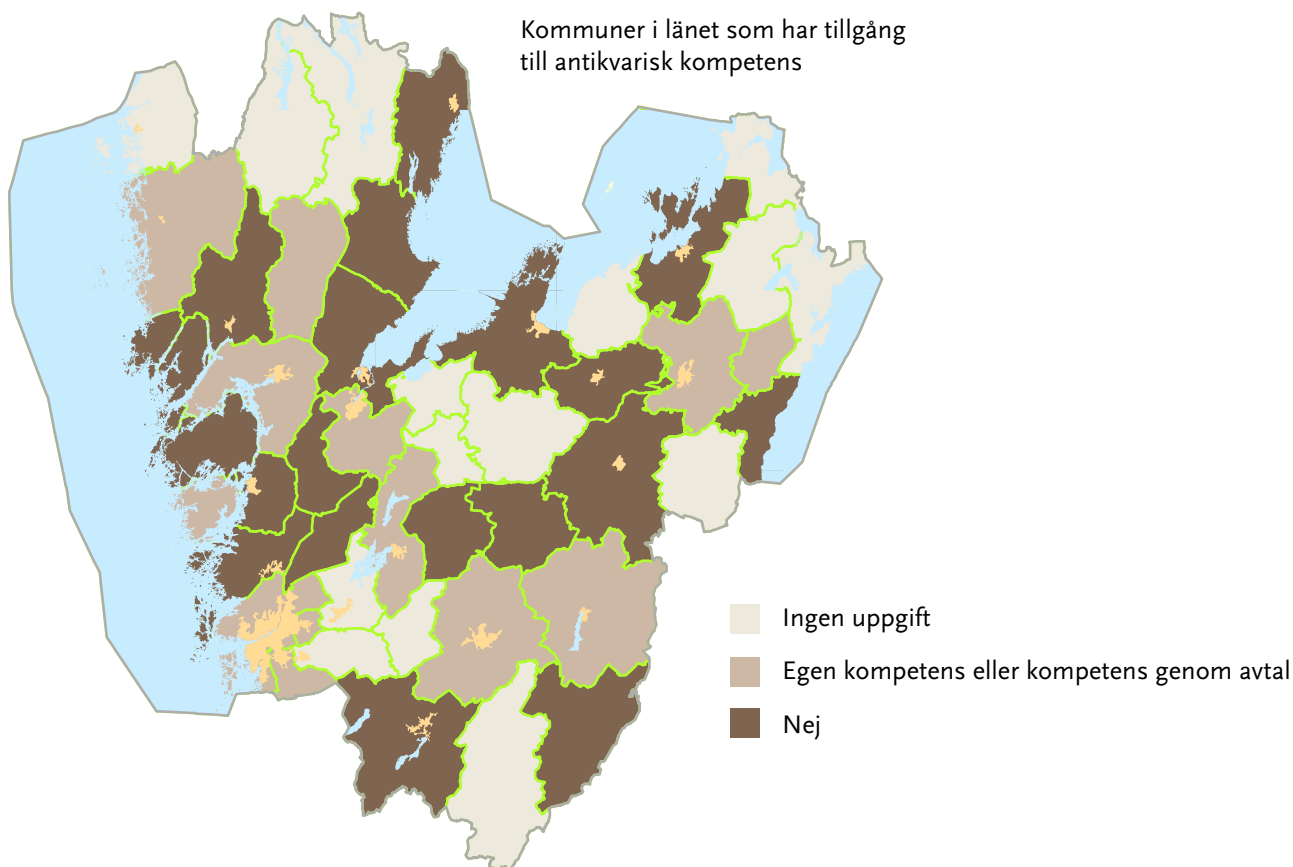 Kommuner i länet som har tillgång
till antikvarisk kompetens
Ingen uppgift
Egen kompetens eller kompetens genom avtal
Nej